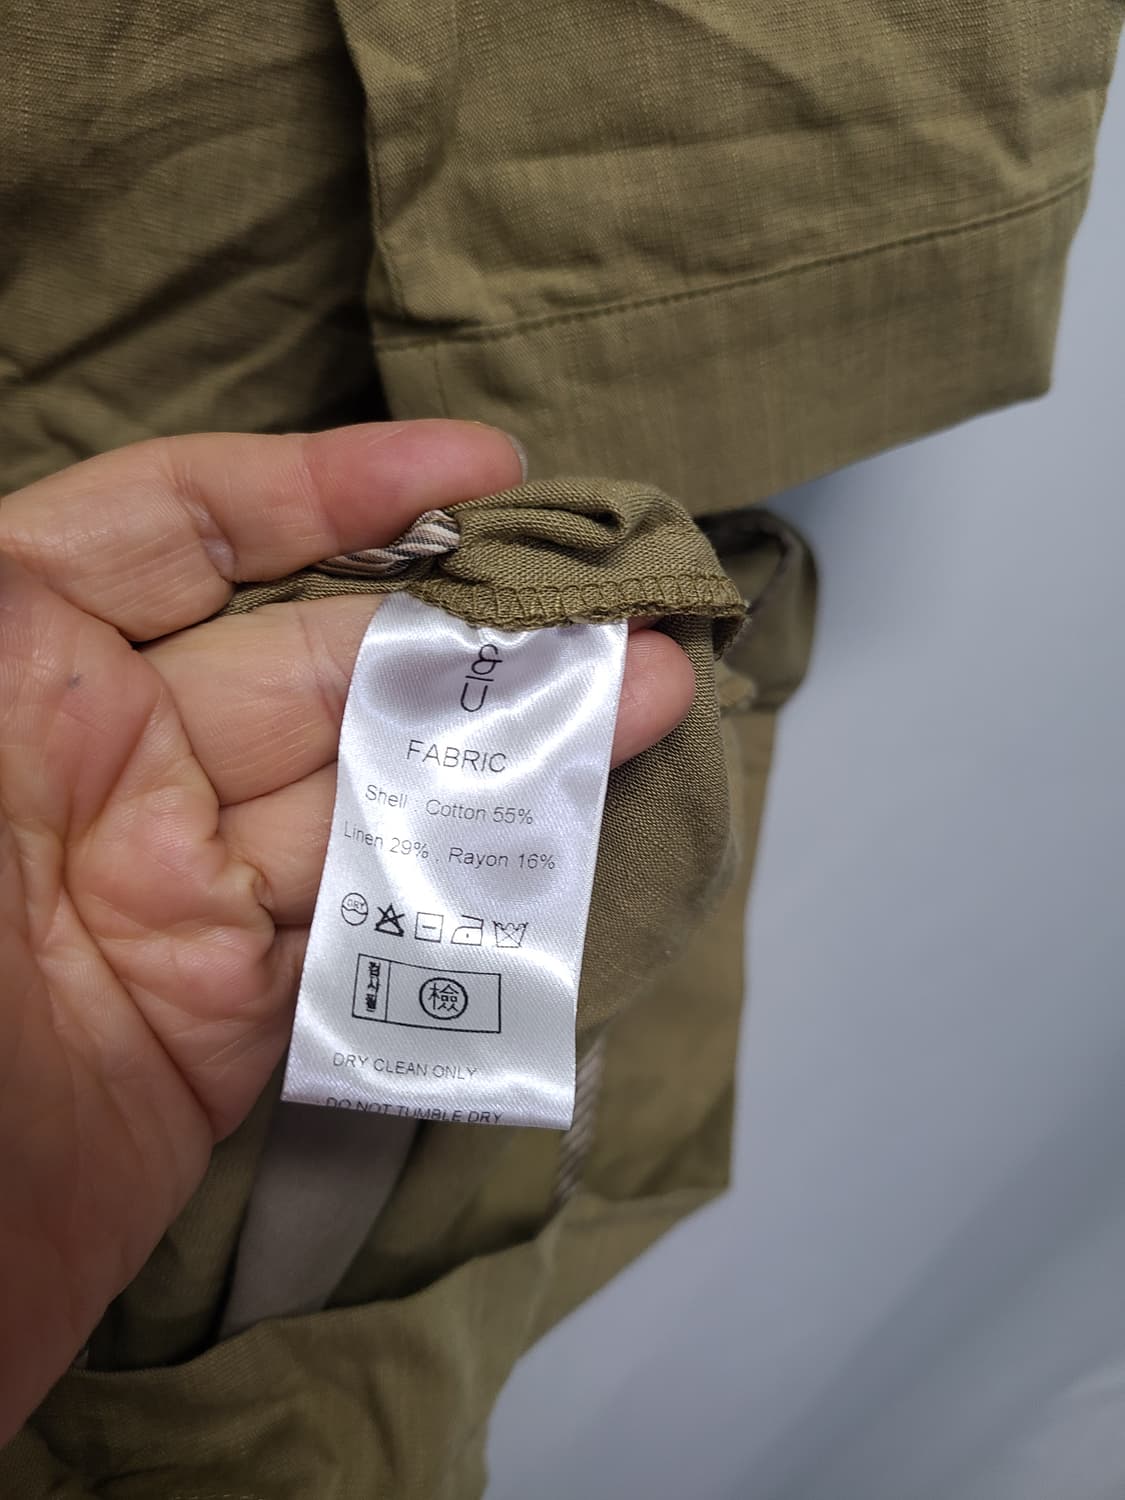 &
U
FABRIC
Shell : Cotton 55%
Linen 29% , Rayon 16%
DRY
검사필 檢
DRY CLEAN ONLY
DO NOT TUMBLE DRY